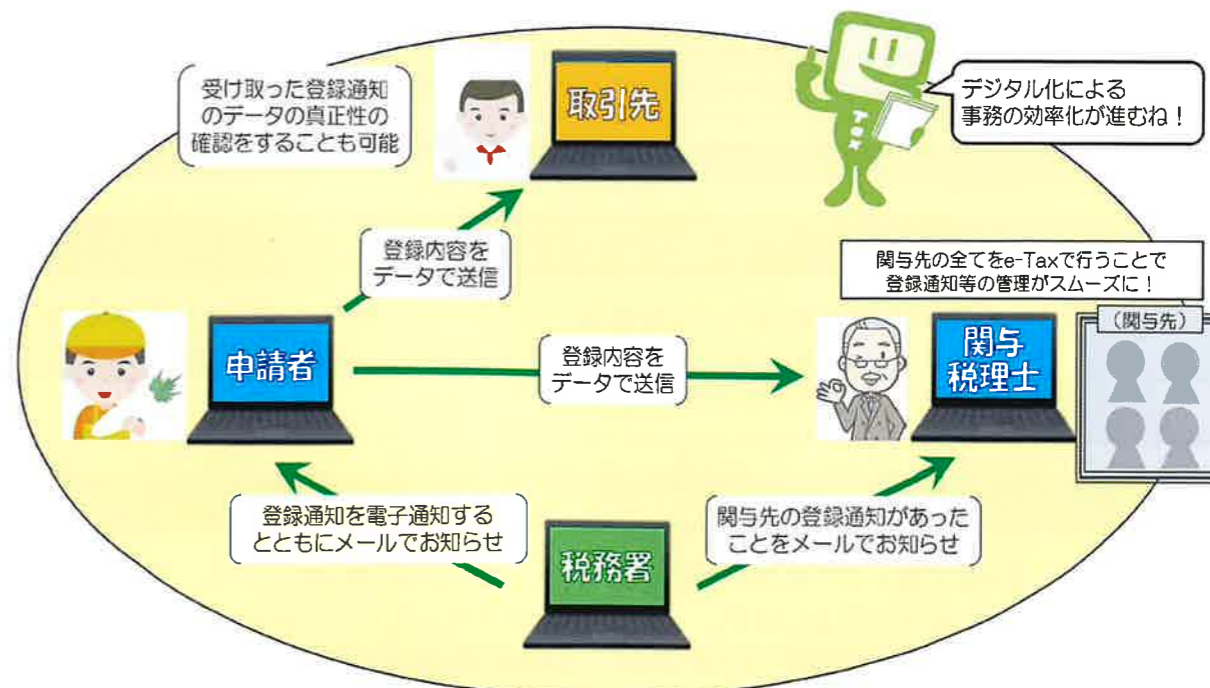 受け取った登録通知
のデータの真正性の
確認をすることも可能
取引先
デジタル化による
事務の効率化が進むね！
Tax
登録内容を
データで送信
関与先の全てをe-Taxで行うことで
登録通知等の管理がスムーズに！
申請者
登録内容を
データで送信
関与
税理士
（関与先）
登録通知を電子通知する
とともにメールでお知らせ
関与先の登録通知があった
ことをメールでお知らせ
税務署